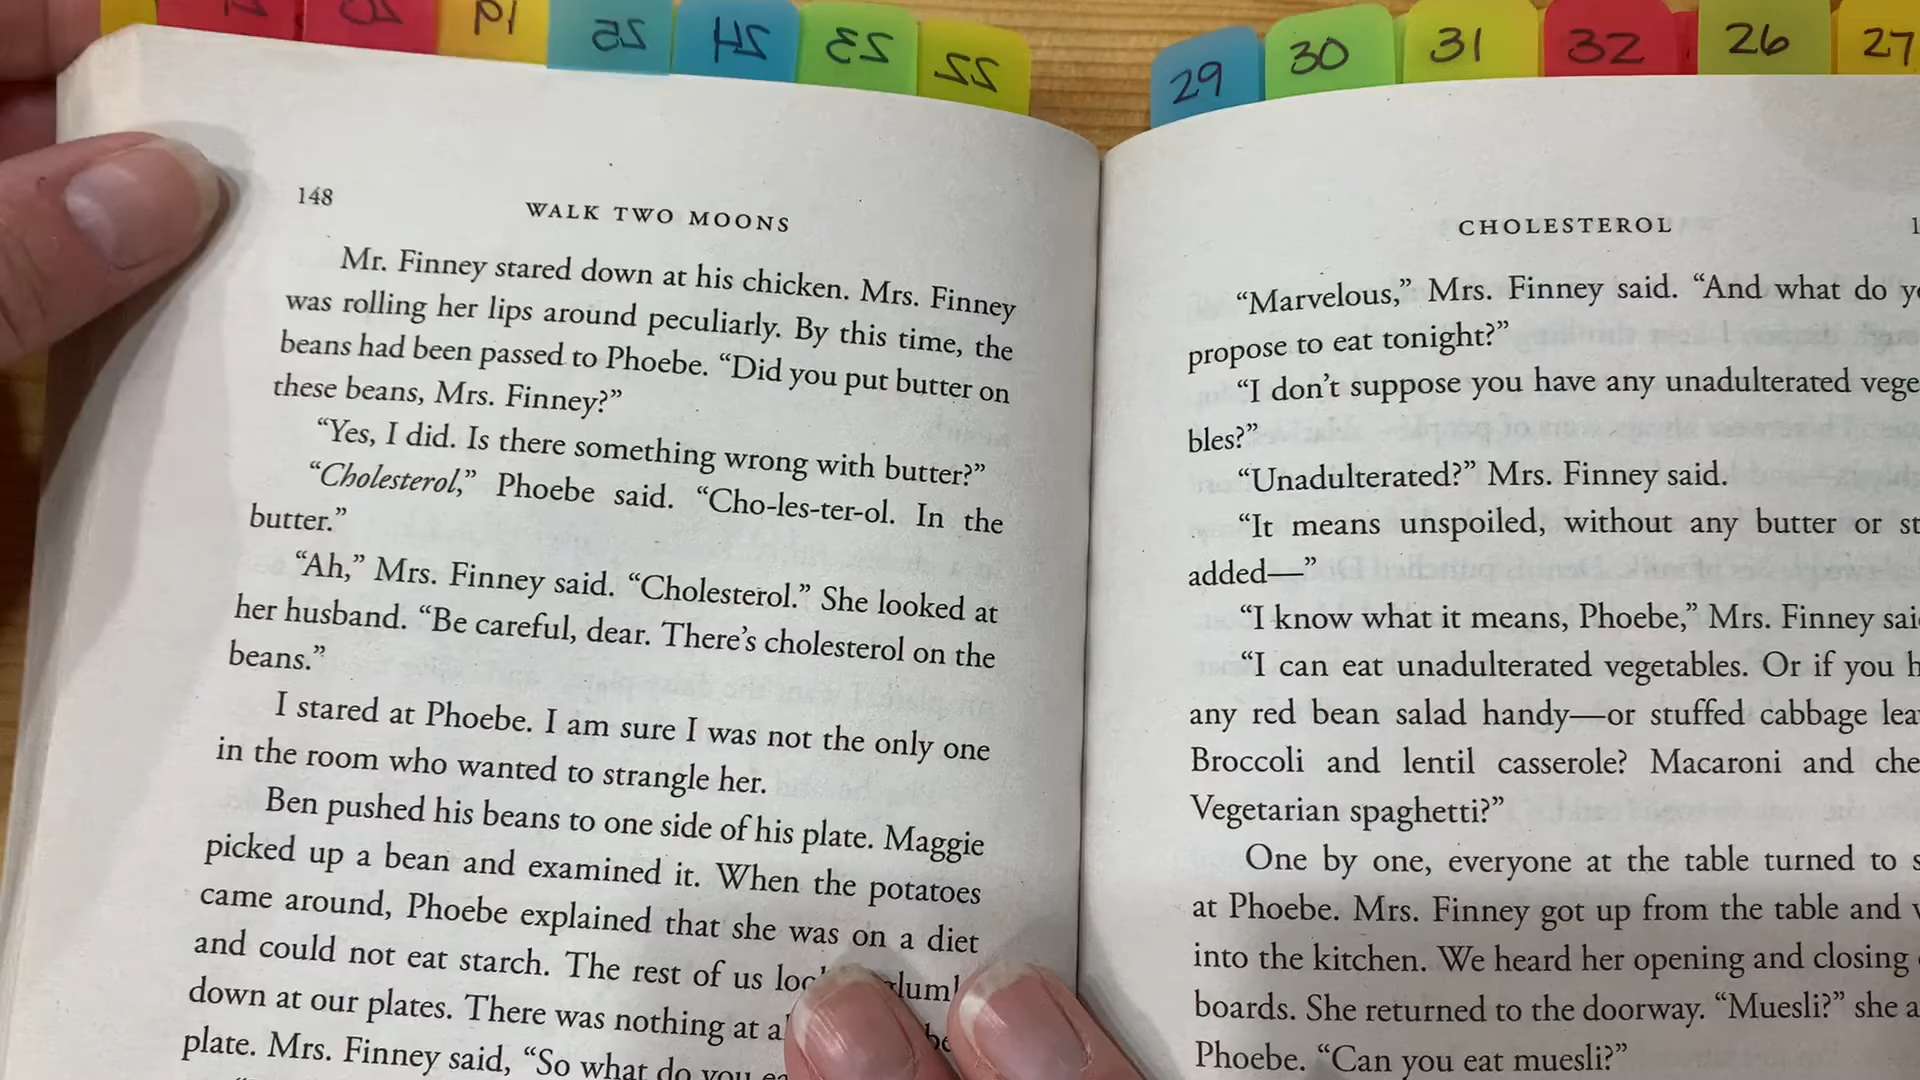 19
25
24
23
22
29
30
31
32
26
27
148
WALK TWO MOONS
Mr. Finney stared down at his chicken. Mrs. Finney
was rolling her lips around peculiarly. By this time, the
beans had been passed to Phoebe. “Did you put butter on
these beans, Mrs. Finney?”
“Yes, I did. Is there something wrong with butter?”
“Cholesterol,” Phoebe said. “Cho-les-ter-ol. In the
butter.”
“Ah,” Mrs. Finney said. “Cholesterol.” She looked at
her husband. “Be careful, dear. There’s cholesterol on the
beans.”
I stared at Phoebe. I am sure I was not the only one
in the room who wanted to strangle her.
Ben pushed his beans to one side of his plate. Maggie
picked up a bean and examined it. When the potatoes
came around, Phoebe explained that she was on a diet
and could not eat starch. The rest of us
down at our plates. There was nothing at
plate. Mrs. Finney said, “So what do you
CHOLESTEROL
“Marvelous,” Mrs. Finney said. “And what do
propose to eat tonight?”
“I don’t suppose you have any unadulterated vege
bles?”
“Unadulterated?” Mrs. Finney said.
“It means unspoiled, without any butter or
added—”
“I know what it means, Phoebe,” Mrs. Finney
“I can eat unadulterated vegetables. Or if you
any red bean salad handy—or stuffed cabbage
Broccoli and lentil casserole? Macaroni and
Vegetarian spaghetti?”
One by one, everyone at the table turned to
at Phoebe. Mrs. Finney got up from the table and
into the kitchen. We heard her opening and closing
boards. She returned to the doorway. “Muesli?” she
Phoebe. “Can you eat muesli?”